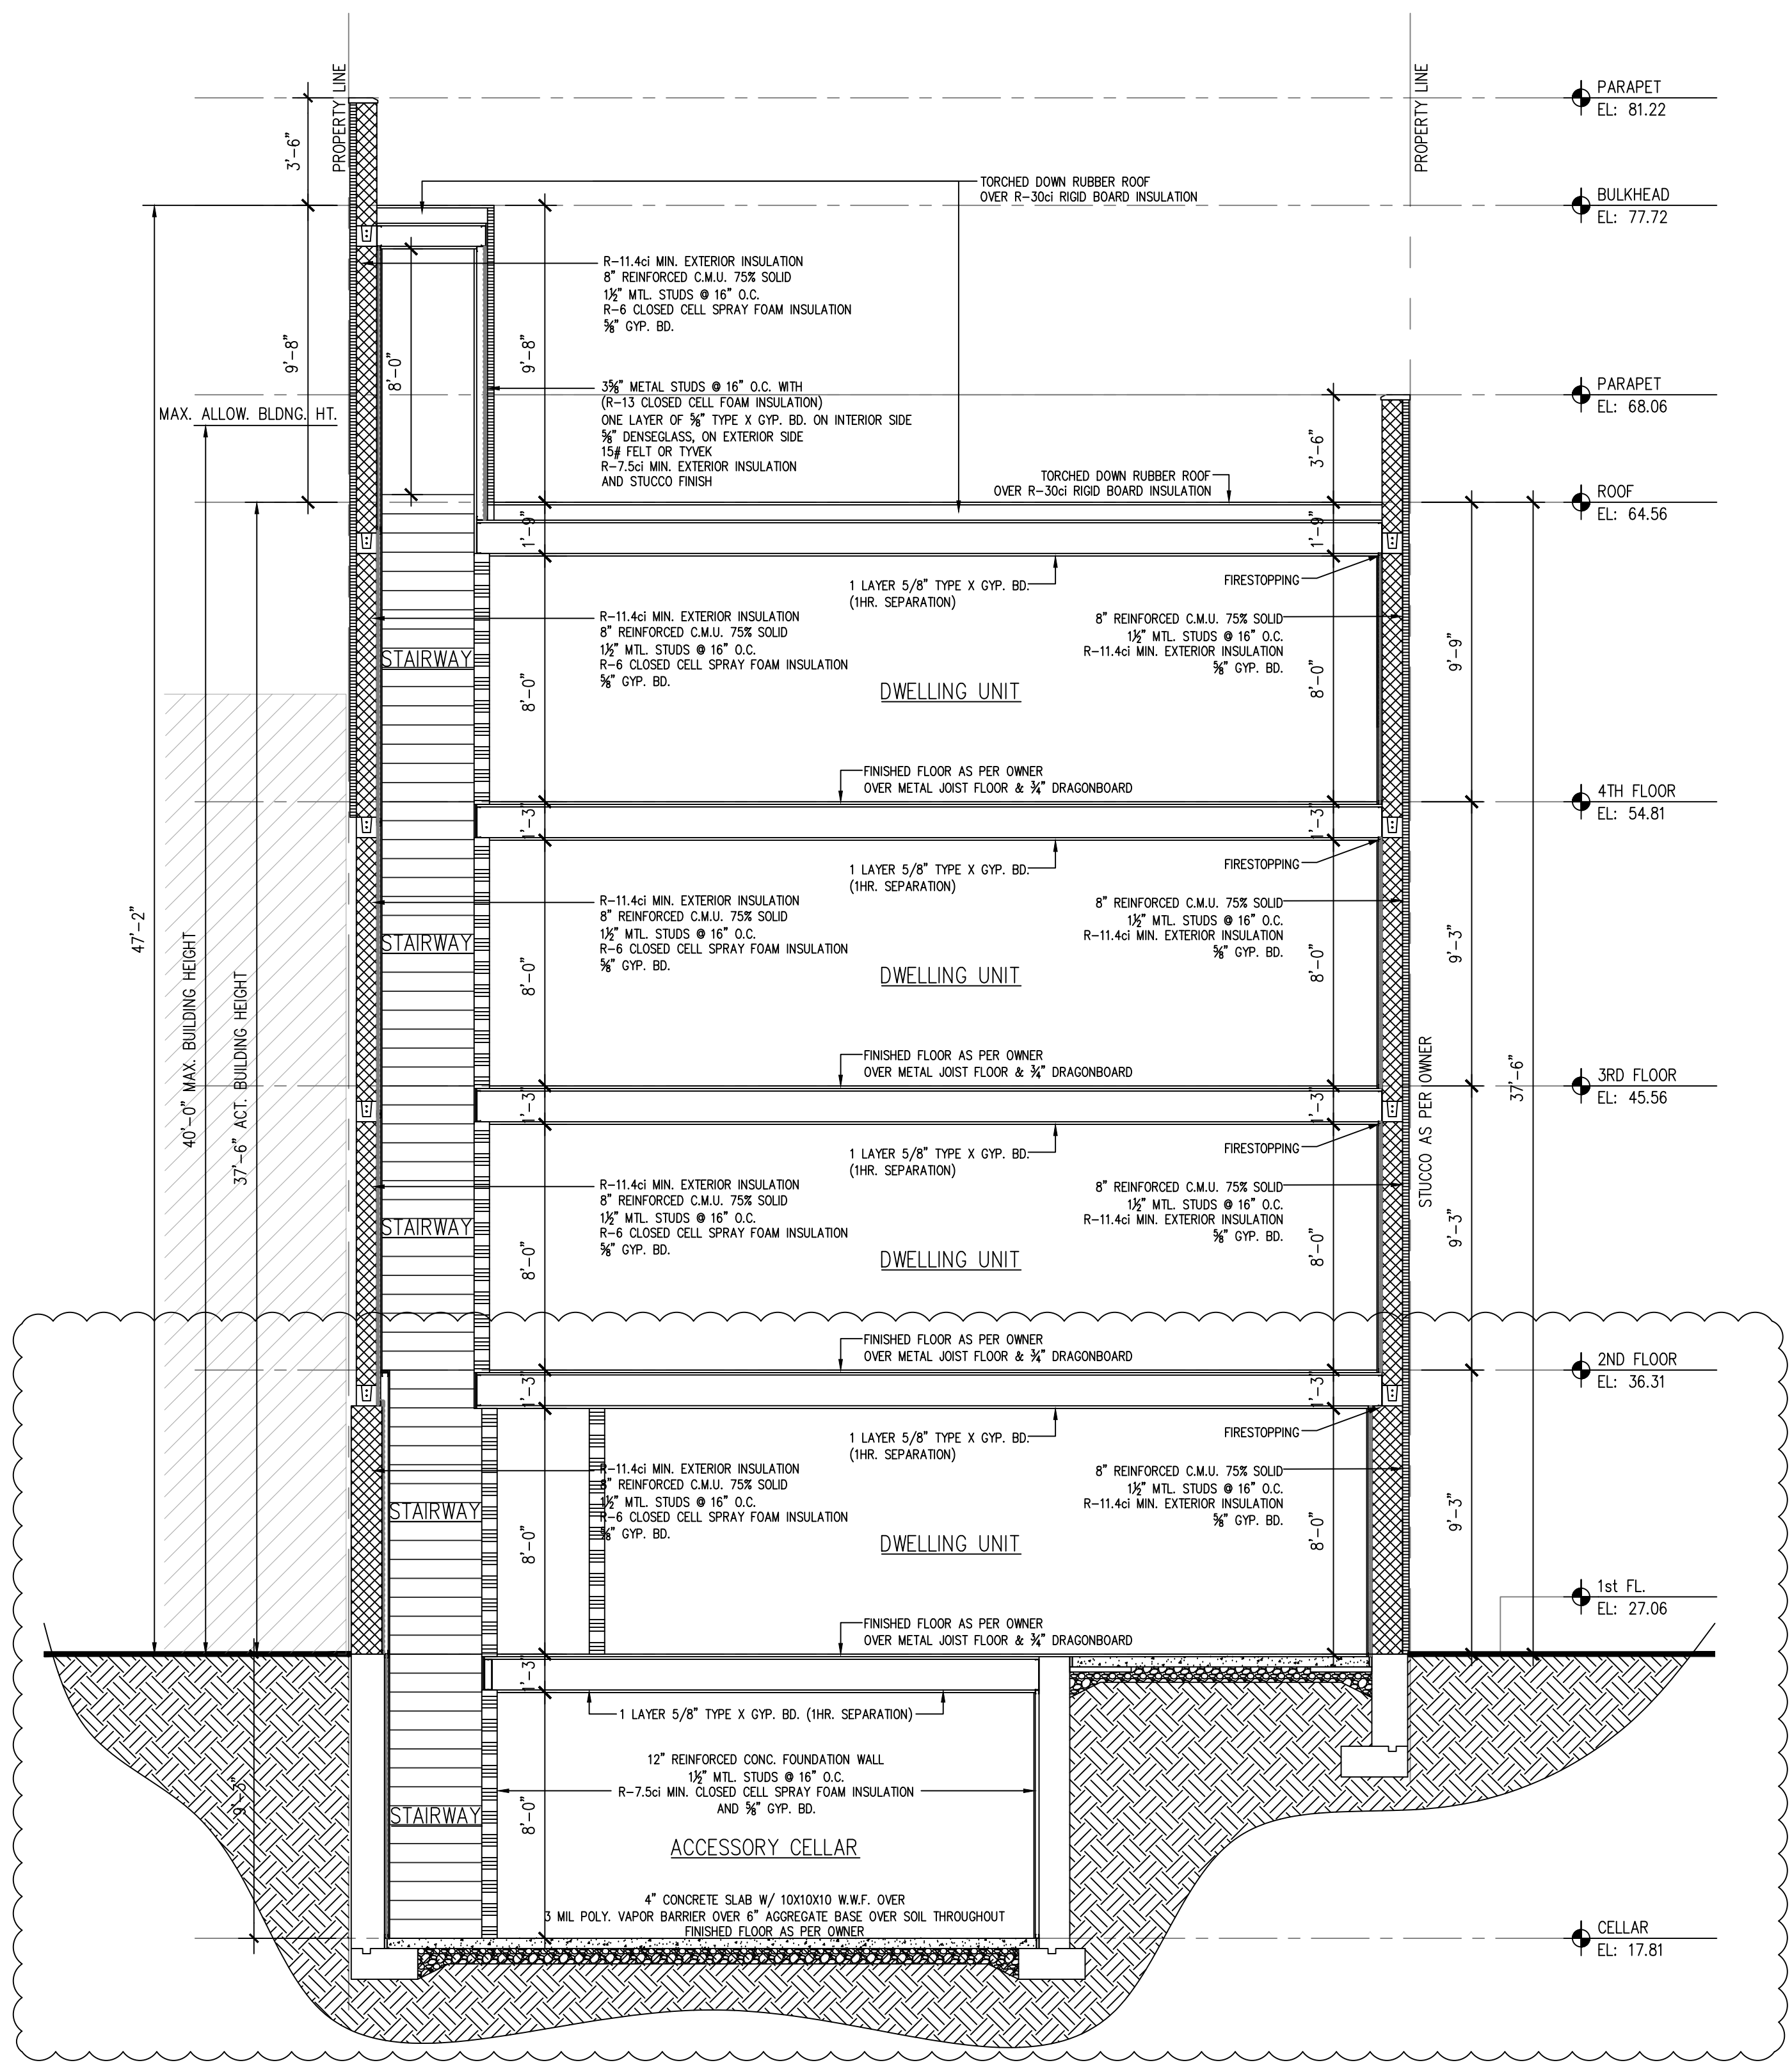 PROPERTY LINE
PROPERTY LINE
PARAPET
EL: 81.22
3'-6"
TORCHED DOWN RUBBER ROOF
OVER R-30ci RIGID BOARD INSULATION
BULKHEAD
EL: 77.72
R-11.4ci MIN. EXTERIOR INSULATION
8" REINFORCED C.M.U. 75% SOLID
1½" MTL. STUDS @ 16" O.C.
R-6 CLOSED CELL SPRAY FOAM INSULATION
⅝" GYP. BD.
9'-8"
8'-0"
9'-8"
3⅝" METAL STUDS @ 16" O.C. WITH
(R-13 CLOSED CELL FOAM INSULATION)
ONE LAYER OF ⅝" TYPE X GYP. BD. ON INTERIOR SIDE
⅝" DENSEGLASS, ON EXTERIOR SIDE
15# FELT OR TYVEK
R-7.5ci MIN. EXTERIOR INSULATION
AND STUCCO FINISH
PARAPET
EL: 68.06
MAX. ALLOW. BLDNG. HT.
3'-6"
TORCHED DOWN RUBBER ROOF
OVER R-30ci RIGID BOARD INSULATION
ROOF
EL: 64.56
1'-9"
1'-9"
1 LAYER 5/8" TYPE X GYP. BD.
(1HR. SEPARATION)
FIRESTOPPING
R-11.4ci MIN. EXTERIOR INSULATION
8" REINFORCED C.M.U. 75% SOLID
1½" MTL. STUDS @ 16" O.C.
R-6 CLOSED CELL SPRAY FOAM INSULATION
⅝" GYP. BD.
8" REINFORCED C.M.U. 75% SOLID
1½" MTL. STUDS @ 16" O.C.
R-11.4ci MIN. EXTERIOR INSULATION
⅝" GYP. BD.
STAIRWAY
8'-0"
DWELLING UNIT
8'-0"
9'-9"
FINISHED FLOOR AS PER OWNER
OVER METAL JOIST FLOOR & ¾" DRAGONBOARD
4TH FLOOR
EL: 54.81
1'-3"
1'-3"
1 LAYER 5/8" TYPE X GYP. BD.
(1HR. SEPARATION)
FIRESTOPPING
R-11.4ci MIN. EXTERIOR INSULATION
8" REINFORCED C.M.U. 75% SOLID
1½" MTL. STUDS @ 16" O.C.
R-6 CLOSED CELL SPRAY FOAM INSULATION
⅝" GYP. BD.
8" REINFORCED C.M.U. 75% SOLID
1½" MTL. STUDS @ 16" O.C.
R-11.4ci MIN. EXTERIOR INSULATION
⅝" GYP. BD.
47'-2"
STAIRWAY
8'-0"
DWELLING UNIT
8'-0"
9'-3"
40'-0" MAX. BUILDING HEIGHT
37'-6" ACT. BUILDING HEIGHT
FINISHED FLOOR AS PER OWNER
OVER METAL JOIST FLOOR & ¾" DRAGONBOARD
3RD FLOOR
EL: 45.56
37'-6"
STUCCO AS PER OWNER
1'-3"
1'-3"
1 LAYER 5/8" TYPE X GYP. BD.
(1HR. SEPARATION)
FIRESTOPPING
R-11.4ci MIN. EXTERIOR INSULATION
8" REINFORCED C.M.U. 75% SOLID
1½" MTL. STUDS @ 16" O.C.
R-6 CLOSED CELL SPRAY FOAM INSULATION
⅝" GYP. BD.
8" REINFORCED C.M.U. 75% SOLID
1½" MTL. STUDS @ 16" O.C.
R-11.4ci MIN. EXTERIOR INSULATION
⅝" GYP. BD.
STAIRWAY
8'-0"
DWELLING UNIT
8'-0"
9'-3"
FINISHED FLOOR AS PER OWNER
OVER METAL JOIST FLOOR & ¾" DRAGONBOARD
2ND FLOOR
EL: 36.31
1'-3"
1'-3"
1 LAYER 5/8" TYPE X GYP. BD.
(1HR. SEPARATION)
FIRESTOPPING
R-11.4ci MIN. EXTERIOR INSULATION
8" REINFORCED C.M.U. 75% SOLID
1½" MTL. STUDS @ 16" O.C.
R-6 CLOSED CELL SPRAY FOAM INSULATION
⅝" GYP. BD.
8" REINFORCED C.M.U. 75% SOLID
1½" MTL. STUDS @ 16" O.C.
R-11.4ci MIN. EXTERIOR INSULATION
⅝" GYP. BD.
STAIRWAY
8'-0"
DWELLING UNIT
8'-0"
9'-3"
1st FL.
EL: 27.06
FINISHED FLOOR AS PER OWNER
OVER METAL JOIST FLOOR & ¾" DRAGONBOARD
1'-3"
1 LAYER 5/8" TYPE X GYP. BD. (1HR. SEPARATION)
12" REINFORCED CONC. FOUNDATION WALL
1½" MTL. STUDS @ 16" O.C.
R-7.5ci MIN. CLOSED CELL SPRAY FOAM INSULATION
AND ⅝" GYP. BD.
9'-3"
STAIRWAY
8'-0"
ACCESSORY CELLAR
4" CONCRETE SLAB W/ 10X10X10 W.W.F. OVER
3 MIL POLY. VAPOR BARRIER OVER 6" AGGREGATE BASE OVER SOIL THROUGHOUT
FINISHED FLOOR AS PER OWNER
CELLAR
EL: 17.81